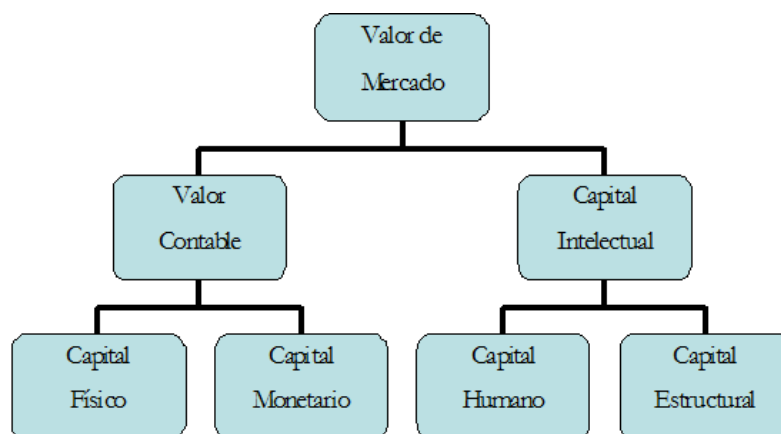 Valor de
Mercado
Valor
Contable
Capital
Intelectual
Capital
Físico
Capital
Monetario
Capital
Humano
Capital
Estructural